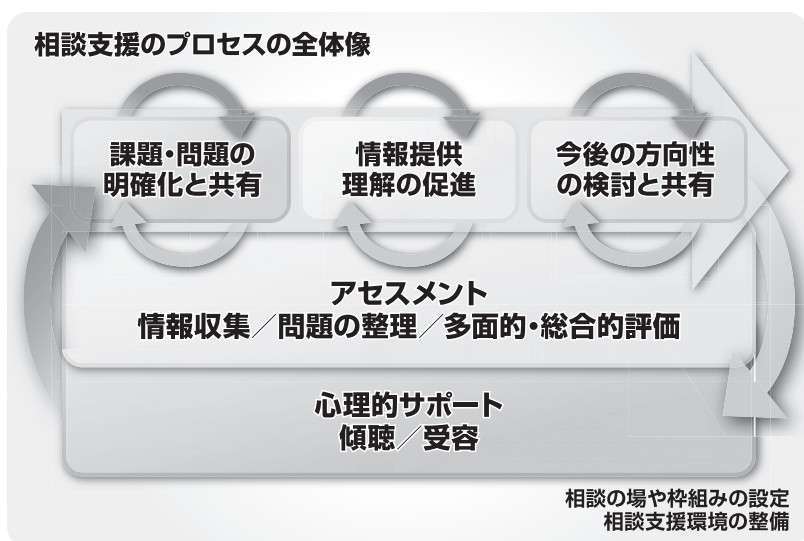 相談支援のプロセスの全体像
課題・問題の
明確化と共有
情報提供
理解の促進
今後の方向性
の検討と共有
アセスメント
情報収集／問題の整理／多面的・総合的評価
心理的サポート
傾聴／受容
相談の場や枠組みの設定
相談支援環境の整備